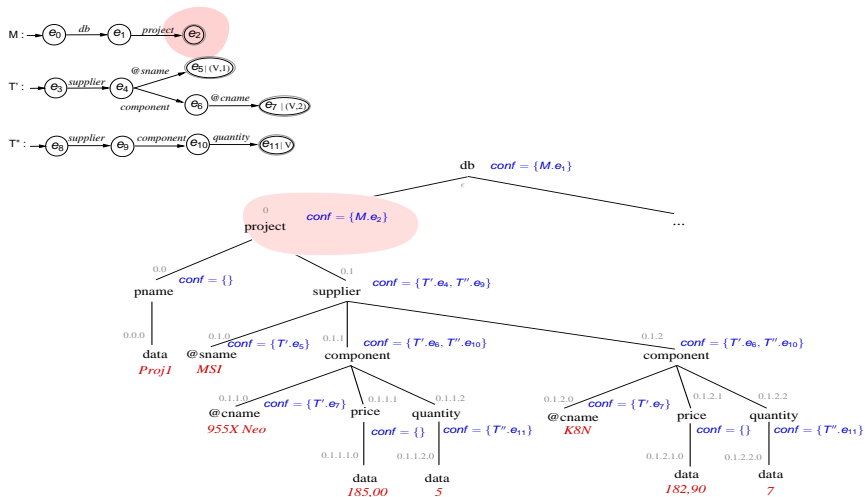 M : e₀ db e₁ project e₂
T' : e₃ supplier e₄ @sname e₅ | (V,1)
component e₆ @cname e₇ | (V,2)
T" : e₈ supplier e₉ component e₁₀ quantity e₁₁ | V
db conf = {M.e₁}
ϵ
0 conf = {M.e₂}
project ...
0.0 conf = {} 0.1 conf = {T'.e₄, T''.e₉}
pname supplier
0.0.0 0.1.0 conf = {T'.e₅} 0.1.1 conf = {T'.e₆, T''.e₁₀} 0.1.2 conf = {T'.e₆, T''.e₁₀}
data @sname component component
Proj1 MSI
0.1.1.0 conf = {T'.e₇} 0.1.1.1 0.1.1.2 0.1.2.0 conf = {T'.e₇} 0.1.2.1 0.1.2.2
@cname price quantity @cname price quantity
955X Neo conf = {} conf = {T''.e₁₁} K8N conf = {} conf = {T''.e₁₁}
0.1.1.1.0 0.1.1.2.0 0.1.2.1.0 0.1.2.2.0
data data data data
185,00 5 182,90 7